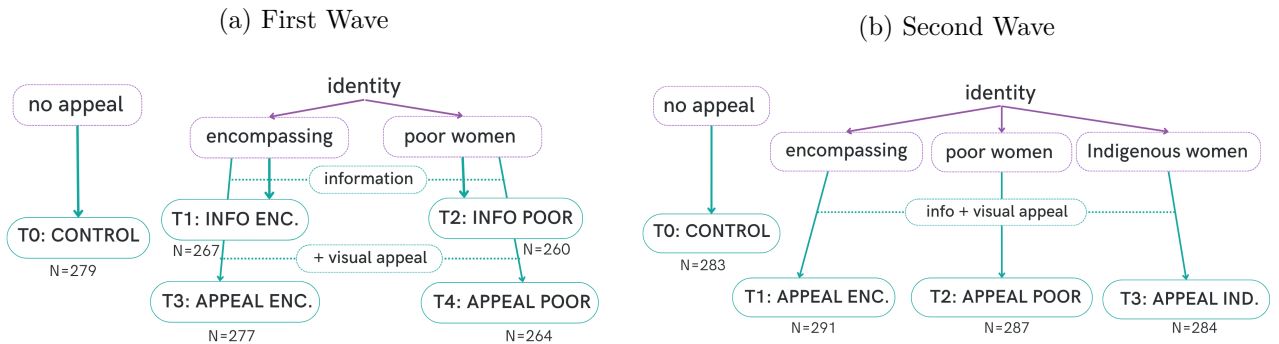 (a) First Wave
identity
no appeal
encompassing
poor women
information
T1: INFO ENC.
T2: INFO POOR
T0: CONTROL
N=267
N=260
+ visual appeal
N=279
T3: APPEAL ENC.
T4: APPEAL POOR
N=277
N=264
(b) Second Wave
identity
no appeal
encompassing
poor women
Indigenous women
info + visual appeal
T0: CONTROL
N=283
T1: APPEAL ENC.
T2: APPEAL POOR
T3: APPEAL IND.
N=291
N=287
N=284